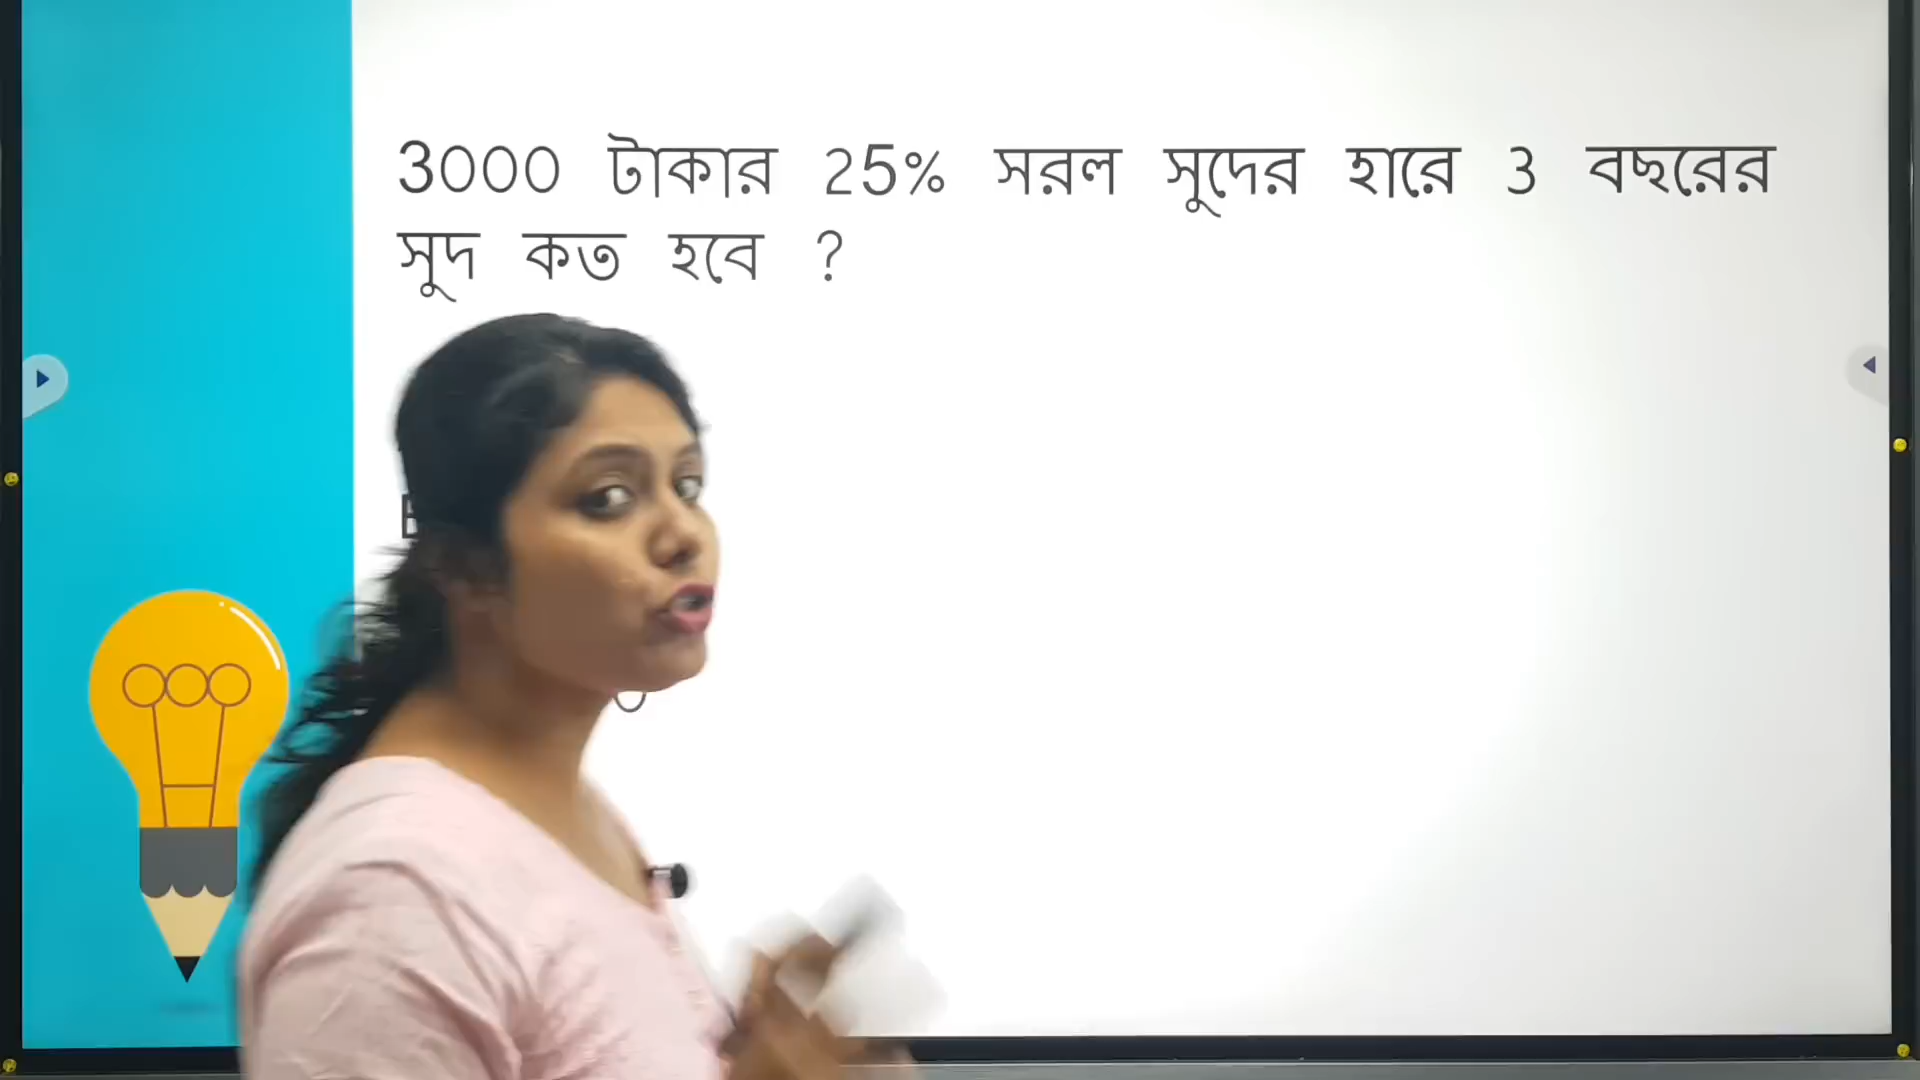 3000 টাকার 25% সরল সুদের হারে 3 বছরের
সুদ কত হবে ?